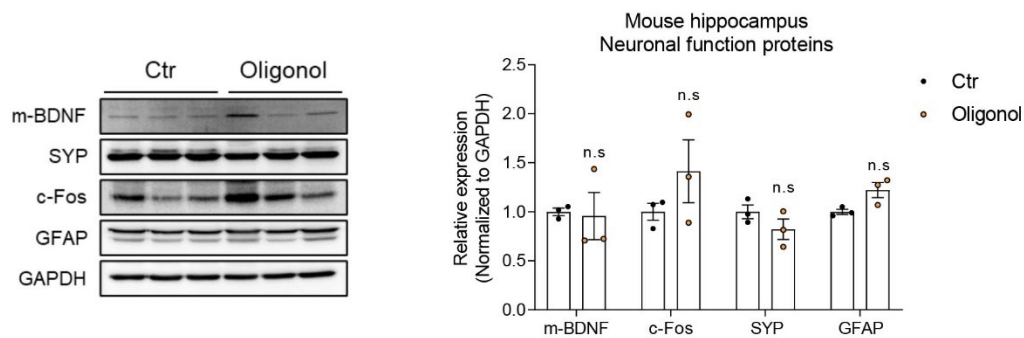 Ctr Oligonol
m-BDNF
SYP
c-Fos
GFAP
GAPDH
Mouse hippocampus
Neuronal function proteins
Relative expression
(Normalized to GAPDH)
2.5
2.0
1.5
1.0
0.5
0.0
n.s
n.s
n.s
n.s
m-BDNF c-Fos SYP GFAP
Ctr
Oligonol